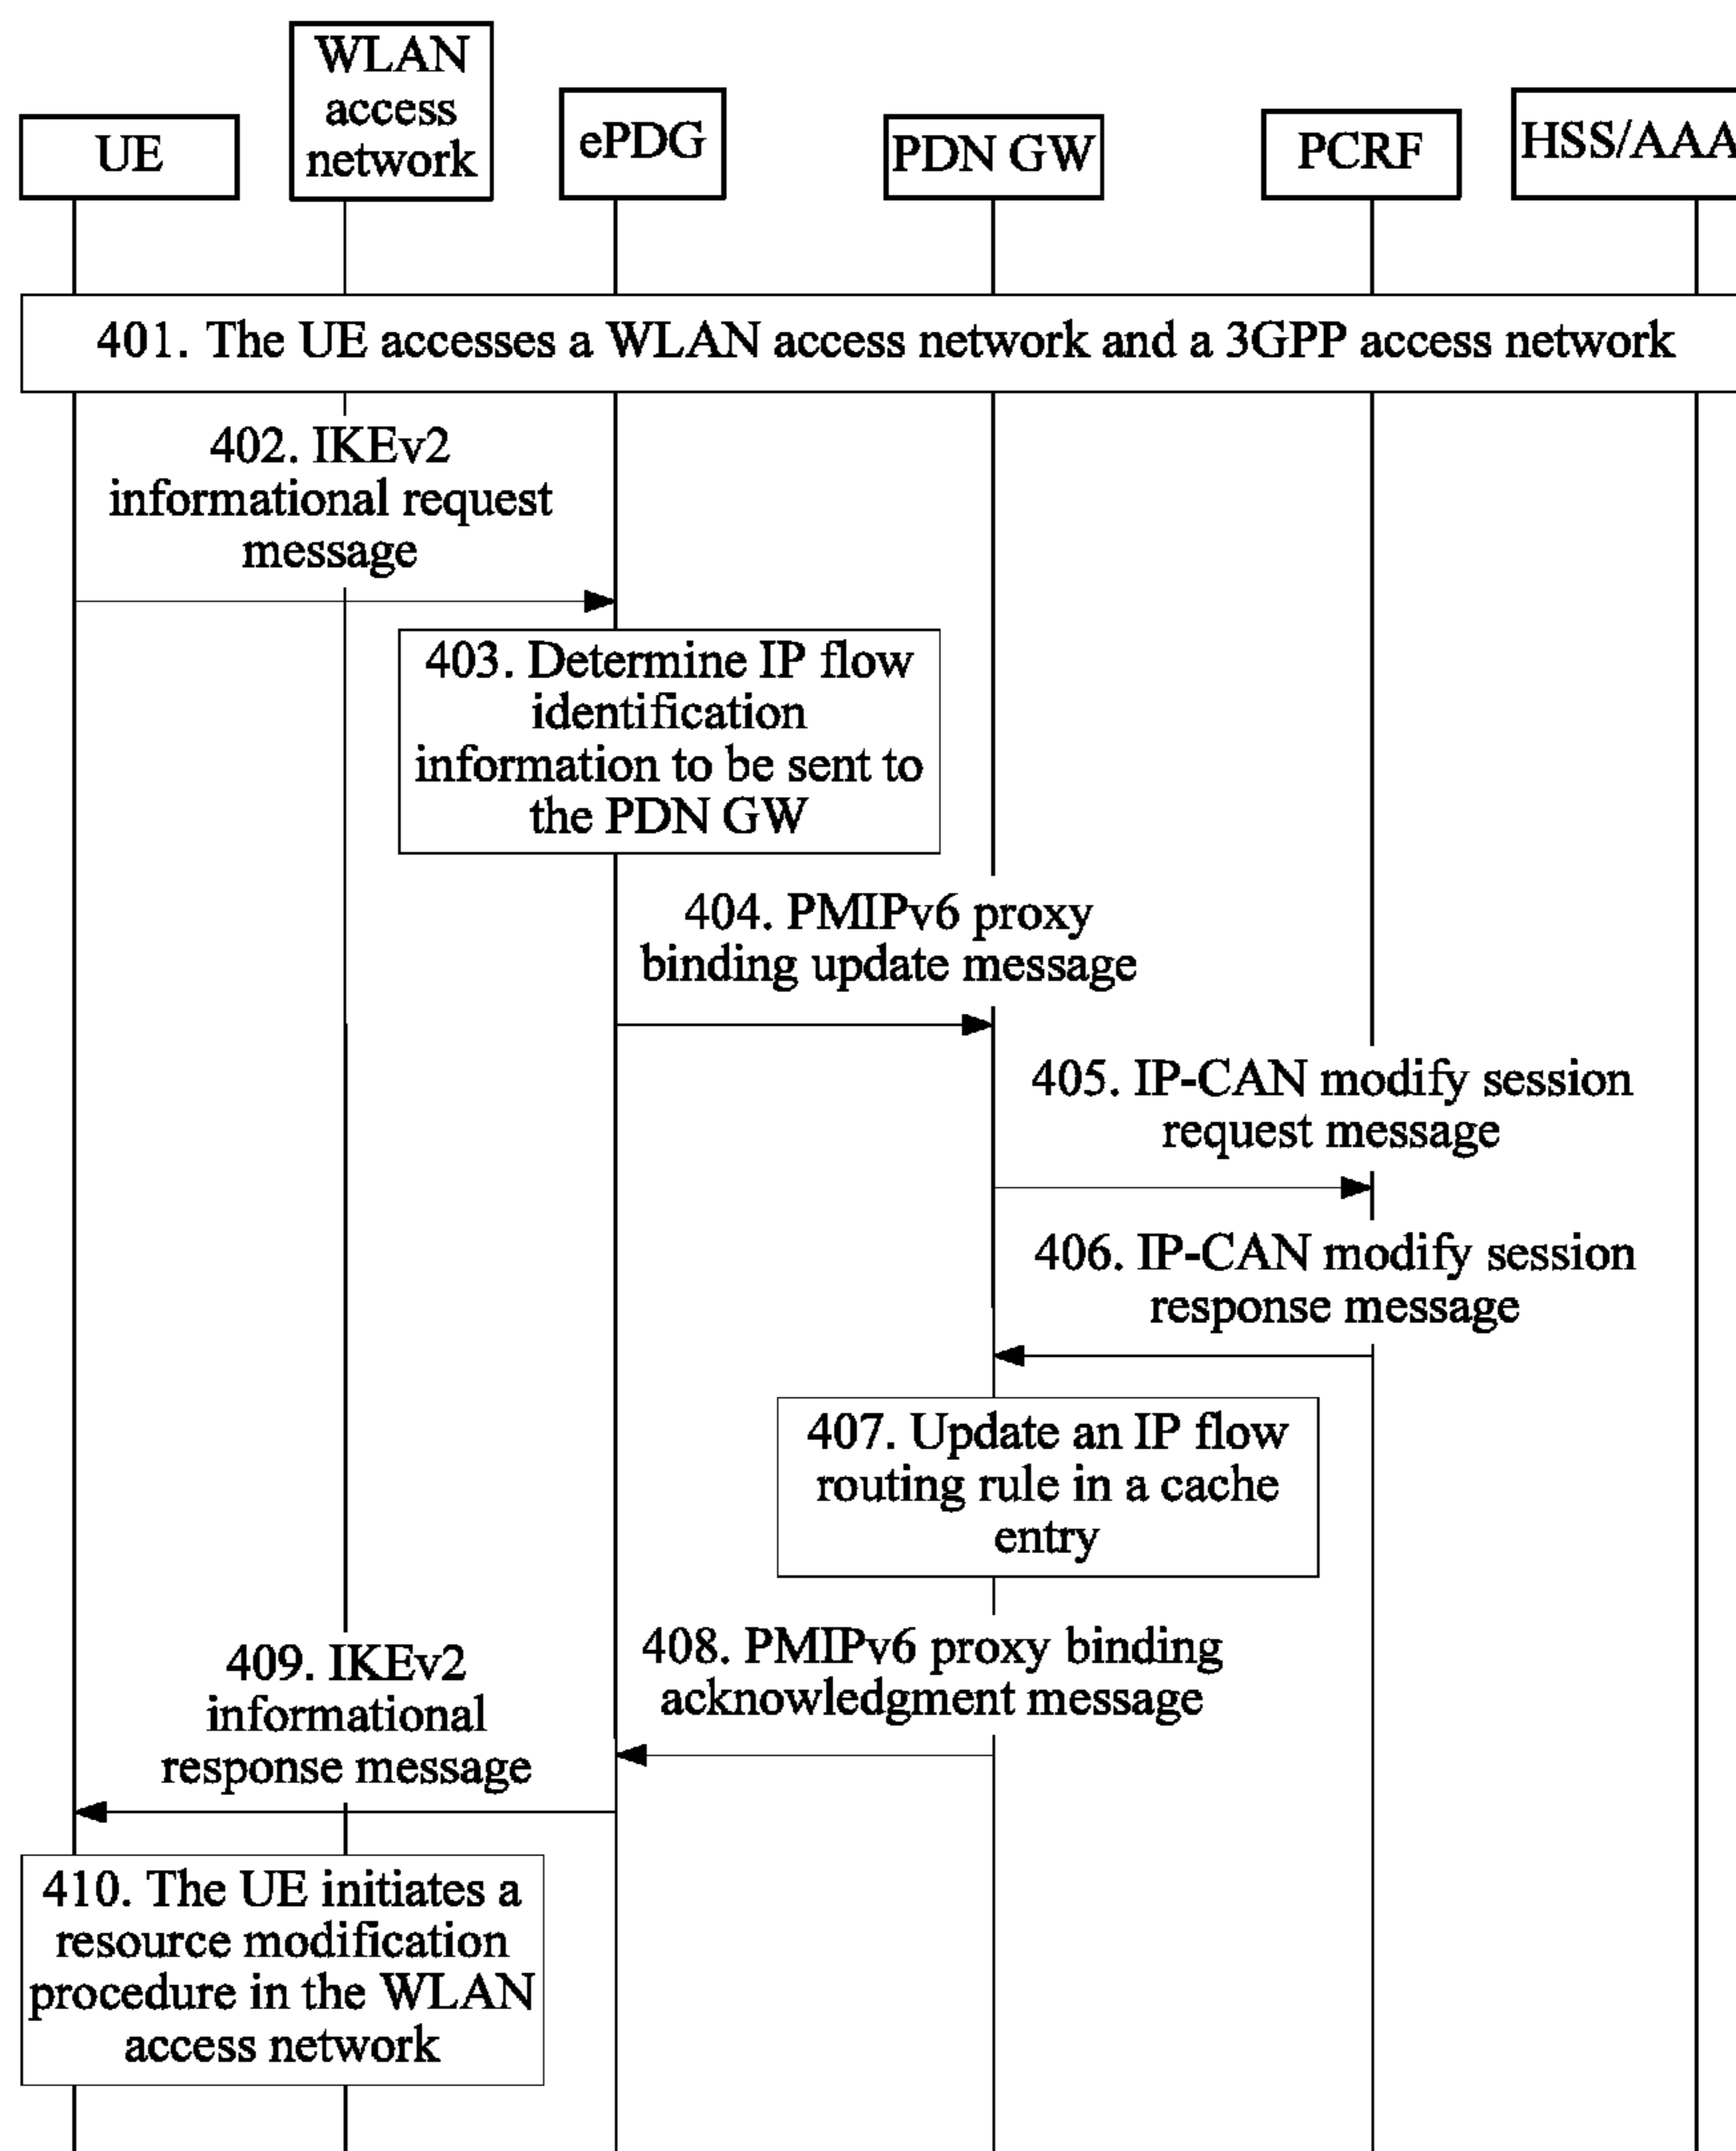 UE
WLAN
access
network
ePDG
PDN GW
PCRF
HSS/AAA
401. The UE accesses a WLAN access network and a 3GPP access network
402. IKEv2
informational request
message
403. Determine IP flow
identification
information to be sent to
the PDN GW
404. PMIPv6 proxy
binding update message
405. IP-CAN modify session
request message
406. IP-CAN modify session
response message
407. Update an IP flow
routing rule in a cache
entry
408. PMIPv6 proxy binding
acknowledgment message
409. IKEv2
informational
response message
410. The UE initiates a
resource modification
procedure in the WLAN
access network